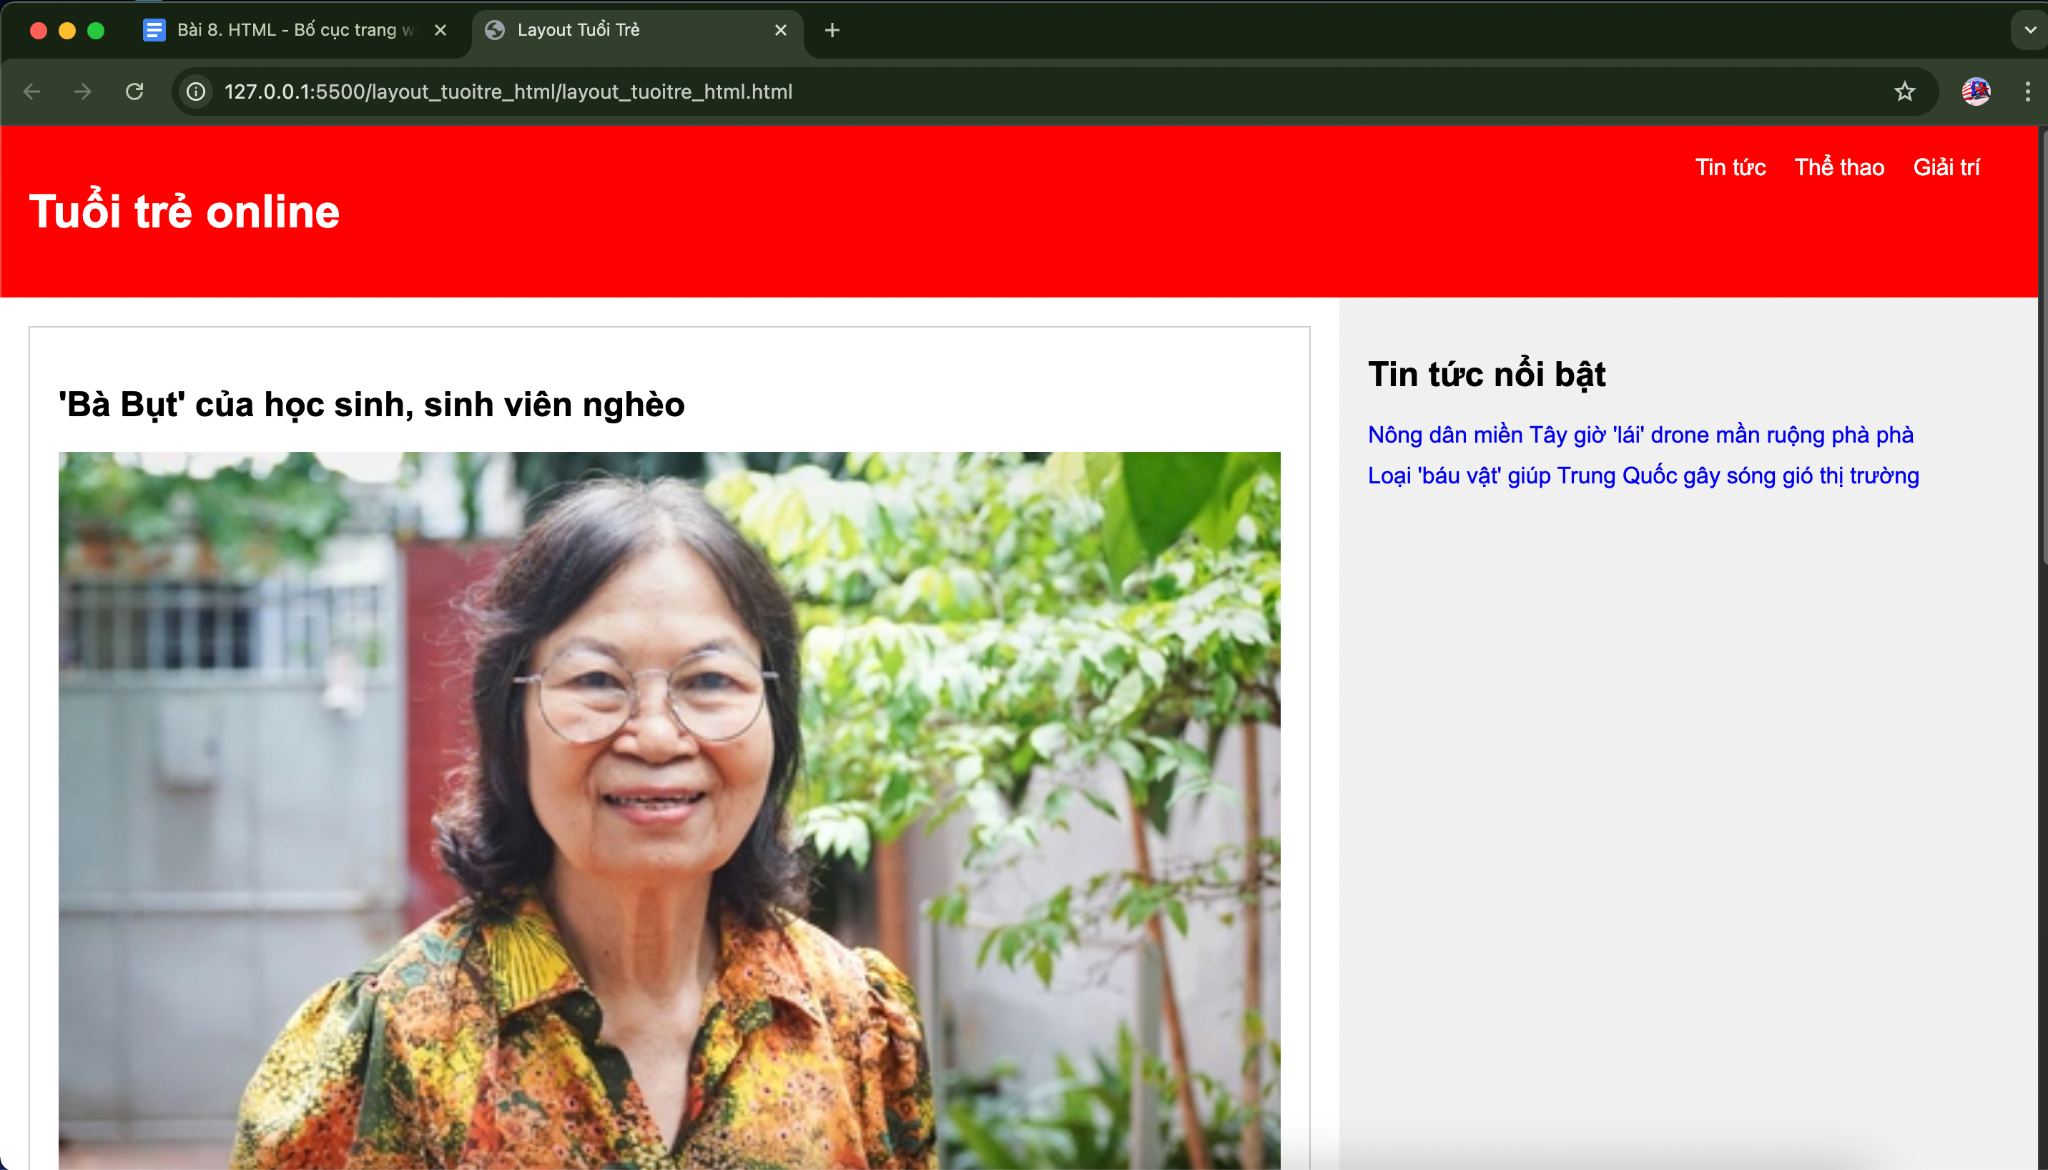 Bài 8. HTML - Bố cục trang w
Layout Tuổi Trẻ
127.0.0.1:5500/layout_tuoitre_html/layout_tuoitre_html.html
Tin tức Thể thao Giải trí
Tuổi trẻ online
'Bà Bụt' của học sinh, sinh viên nghèo
Tin tức nổi bật
Nông dân miền Tây giờ 'lái' drone mần ruộng phà phà
Loại 'báu vật' giúp Trung Quốc gây sóng gió thị trường